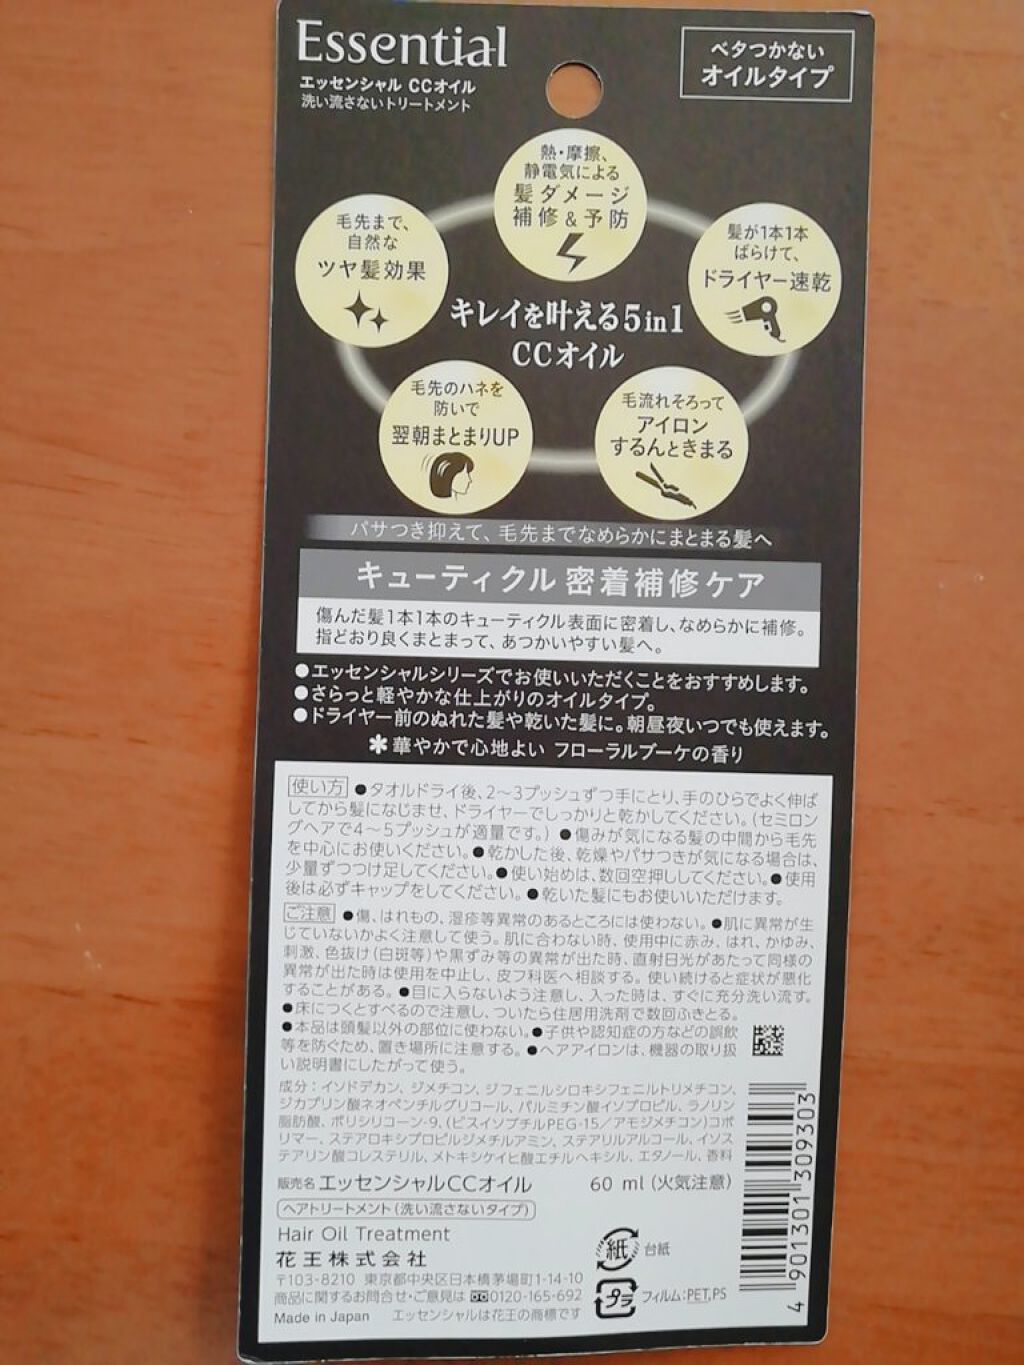 Essential
エッセンシャル CCオイル
洗い流さないトリートメント
ベタつかない
オイルタイプ
熱・摩擦、
静電気による
髪ダメージ
補修&予防
毛先まで、
自然な
ツヤ髪効果
髪が1本1本
ばらけて、
ドライヤー速乾
キレイを叶える5in1
CCオイル
毛先のハネを
防いで
翌朝まとまりUP
毛流れそろって
アイロン
するんときまる
パサつき抑えて、毛先までなめらかにまとまる髪へ
キューティクル密着補修ケア
傷んだ髪1本1本のキューティクル表面に密着し、なめらかに補修。
指どおり良くまとまって、あつかいやすい髪へ。
●エッセンシャルシリーズでお使いいただくことをおすすめします。
●さらっと軽やかな仕上がりのオイルタイプ。
●ドライヤー前のぬれた髪や乾いた髪に。朝昼夜いつでも使えます。
＊華やかで心地よい フローラルブーケの香り
使い方 ●タオルドライ後、2〜3プッシュずつ手にとり、手のひらでよく伸ば
してから髪になじませ、ドライヤーでしっかりと乾かしてください。(セミロン
グヘアで4〜5プッシュが適量です。) ●傷みが気になる髪の中間から毛先
を中心にお使いください。●乾かした後、乾燥やパサつきが気になる場合は、
少量ずつつけ足してください。●使い始めは、数回空押ししてください。●使用
後は必ずキャップをしてください。●乾いた髪にもお使いいただけます。
ご注意 ●傷、はれもの、湿疹等異常のあるところには使わない。●肌に異常が生
じていないかよく注意して使う。肌に合わない時、使用中に赤み、はれ、かゆみ、
刺激、色抜け(白斑等)や黒ずみ等の異常が出た時、直射日光があたって同様の
異常が出た時は使用を中止し、皮フ科医へ相談する。使い続けると症状が悪化
することがある。●目に入らないよう注意し、入った時は、すぐに充分洗い流す。
●床につくとすべるので注意し、ついたら住居用洗剤で数回ふきとる。
●本品は頭髪以外の部位に使わない。●子供や認知症の方などの誤飲
等を防ぐため、置き場所に注意する。●ヘアアイロンは、機器の取り扱
い説明書にしたがって使う。
成分：イソドデカン、ジメチコン、ジフェニルシロキシフェニルトリメチコン、
ジカプリン酸ネオペンチルグリコール、パルミチン酸イソプロピル、ラノリン
脂肪酸、ポリシリコーン-9、(ビスイソブチルPEG-15／アモジメチコン)コポ
リマー、ステアロキシプロピルジメチルアミン、ステアリルアルコール、イソス
テアリン酸コレステリル、メトキシケイヒ酸エチルヘキシル、エタノール、香料
販売名 エッセンシャルCCオイル 60 ml (火気注意)
ヘアトリートメント(洗い流さないタイプ)
Hair Oil Treatment
花王株式会社
〒103-8210 東京都中央区日本橋茅場町1-14-10
商品に関するお問合せ・ご意見は 0120-165-692
Made in Japan エッセンシャルは花王の商標です
紙 台紙
プラ フィルム:PET,PS
4 901301 309303